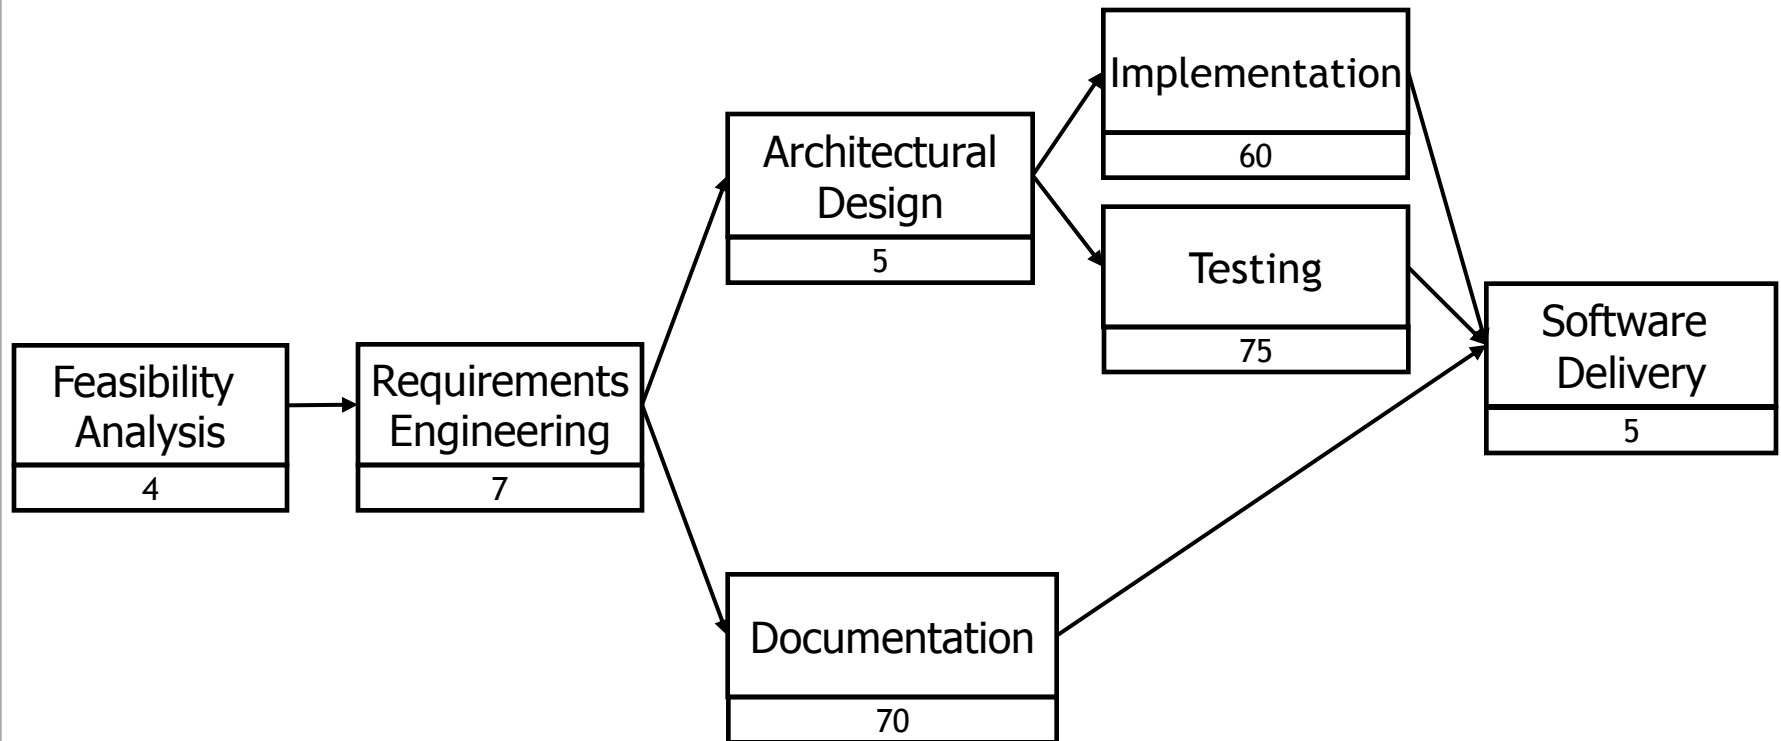 Implementation
60
Architectural
Design
5
Testing
75
Software
Delivery
5
Feasibility
Analysis
4
Requirements
Engineering
7
Documentation
70